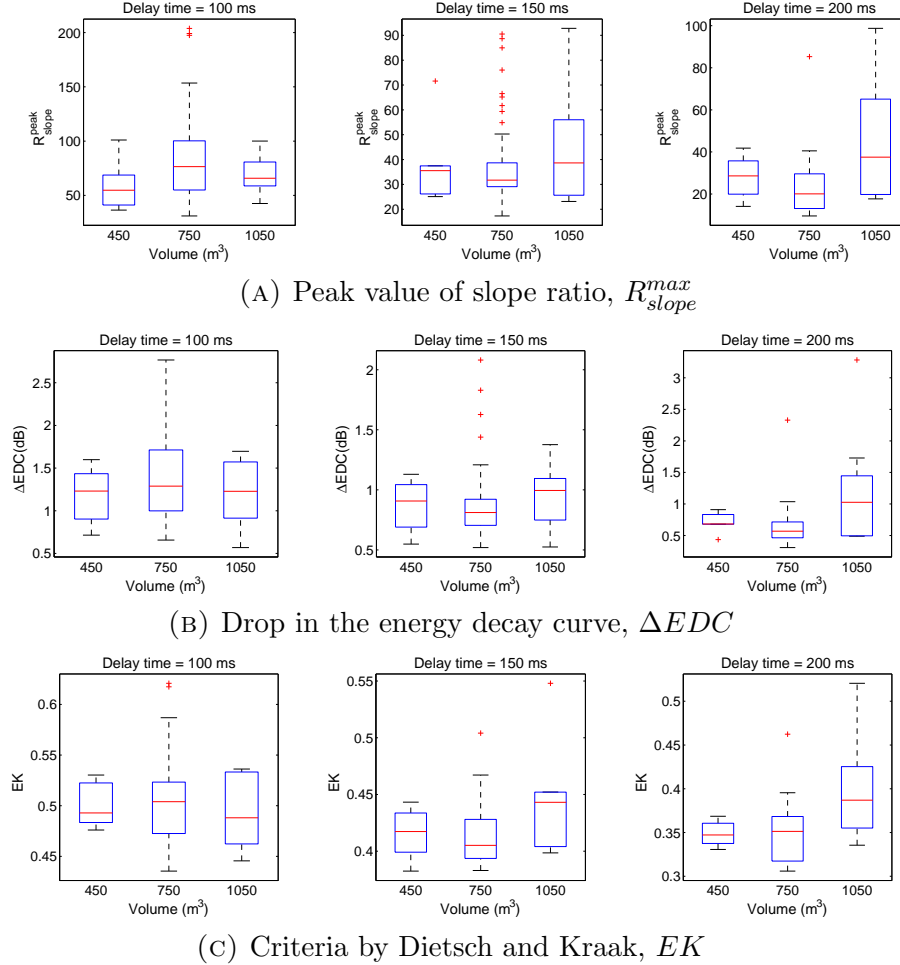 Delay time = 100 ms
200
150
100
50
R_slope^peak
450 750 1050
Volume (m³)
Delay time = 150 ms
90
80
70
60
50
40
30
20
R_slope^peak
450 750 1050
Volume (m³)
Delay time = 200 ms
100
80
60
40
20
R_slope^peak
450 750 1050
Volume (m³)
(A) Peak value of slope ratio, R_slope^max
Delay time = 100 ms
2.5
2
1.5
1
0.5
ΔEDC(dB)
450 750 1050
Volume (m³)
Delay time = 150 ms
2
1.5
1
0.5
ΔEDC(dB)
450 750 1050
Volume (m³)
Delay time = 200 ms
3
2.5
2
1.5
1
0.5
ΔEDC(dB)
450 750 1050
Volume (m³)
(B) Drop in the energy decay curve, ΔEDC
Delay time = 100 ms
0.6
0.55
0.5
0.45
EK
450 750 1050
Volume (m³)
Delay time = 150 ms
0.55
0.5
0.45
0.4
EK
450 750 1050
Volume (m³)
Delay time = 200 ms
0.5
0.45
0.4
0.35
0.3
EK
450 750 1050
Volume (m³)
(C) Criteria by Dietsch and Kraak, EK